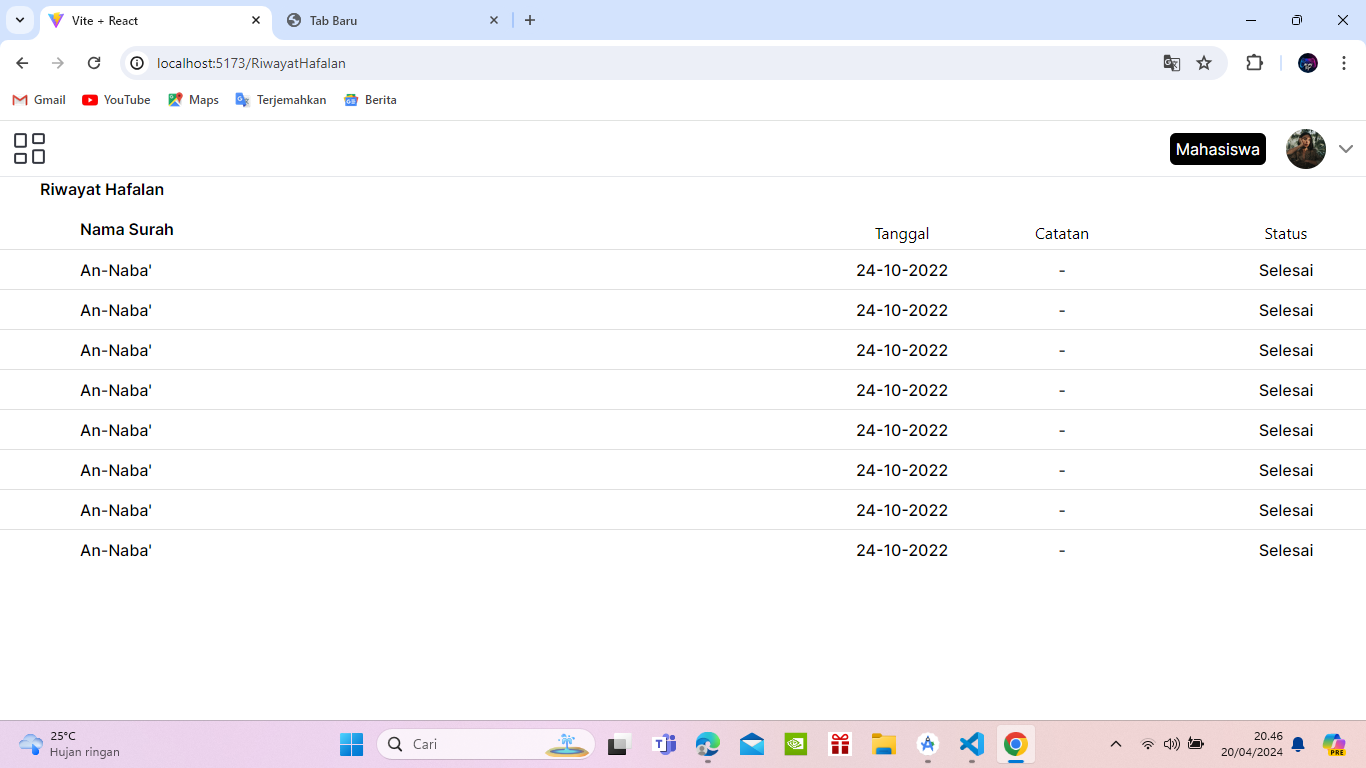 Vite + React
Tab Baru
localhost:5173/RiwayatHafalan
Gmail
YouTube
Maps
Terjemahkan
Berita
Mahasiswa
Riwayat Hafalan
Nama Surah Tanggal Catatan Status
An-Naba' 24-10-2022 - Selesai
An-Naba' 24-10-2022 - Selesai
An-Naba' 24-10-2022 - Selesai
An-Naba' 24-10-2022 - Selesai
An-Naba' 24-10-2022 - Selesai
An-Naba' 24-10-2022 - Selesai
An-Naba' 24-10-2022 - Selesai
An-Naba' 24-10-2022 - Selesai
25°C
Hujan ringan
Cari
20.46
20/04/2024
PRE